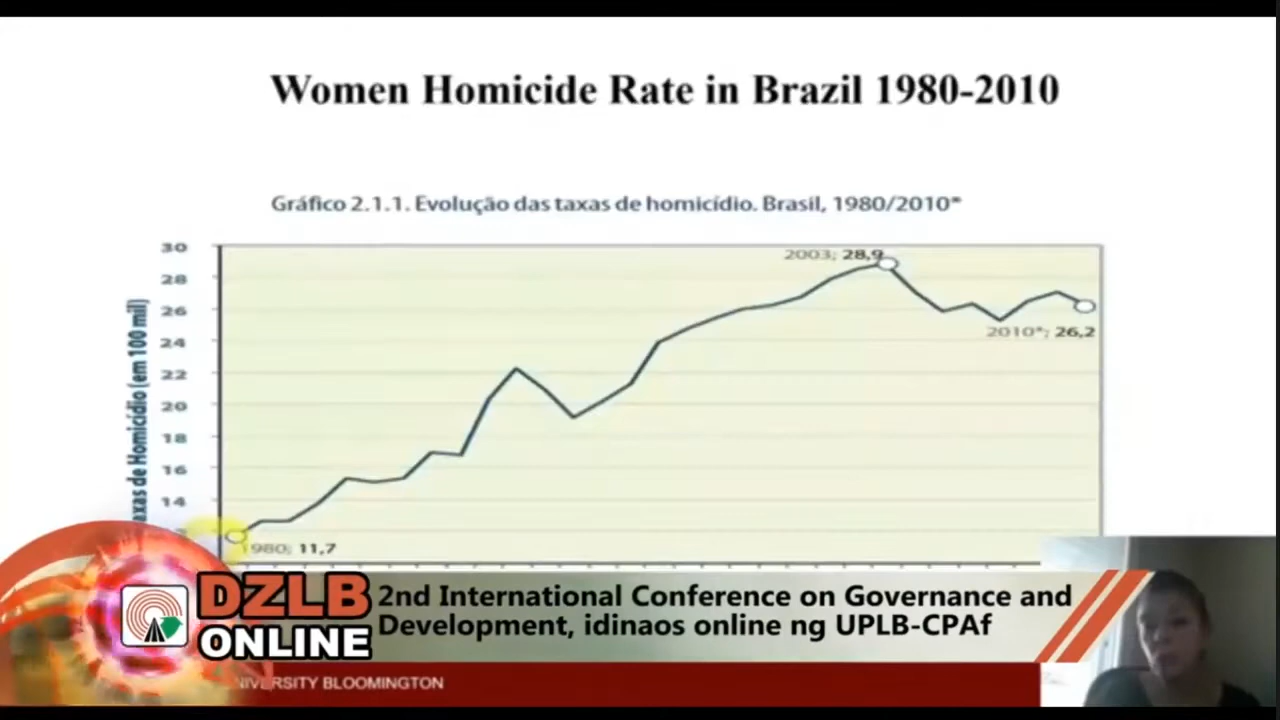 Women Homicide Rate in Brazil 1980-2010
Gráfico 2.1.1. Evolução das taxas de homicídio. Brasil, 1980/2010*
axas de Homicídio (em 100 mil)
30
28
26
24
22
20
18
16
14
2003; 28,9
2010*; 26,2
1980; 11,7
DZLB
ONLINE
2nd International Conference on Governance and
Development, idinaos online ng UPLB-CPAf
NIVERSITY BLOOMINGTON